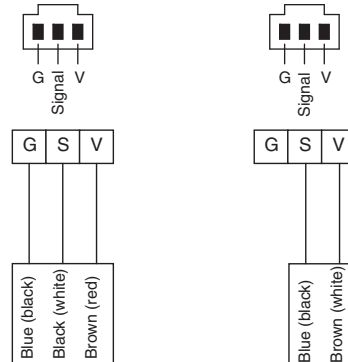 G Signal V
G S V
Blue (black)
Black (white)
Brown (red)
G Signal V
G S V
Blue (black)
Brown (white)